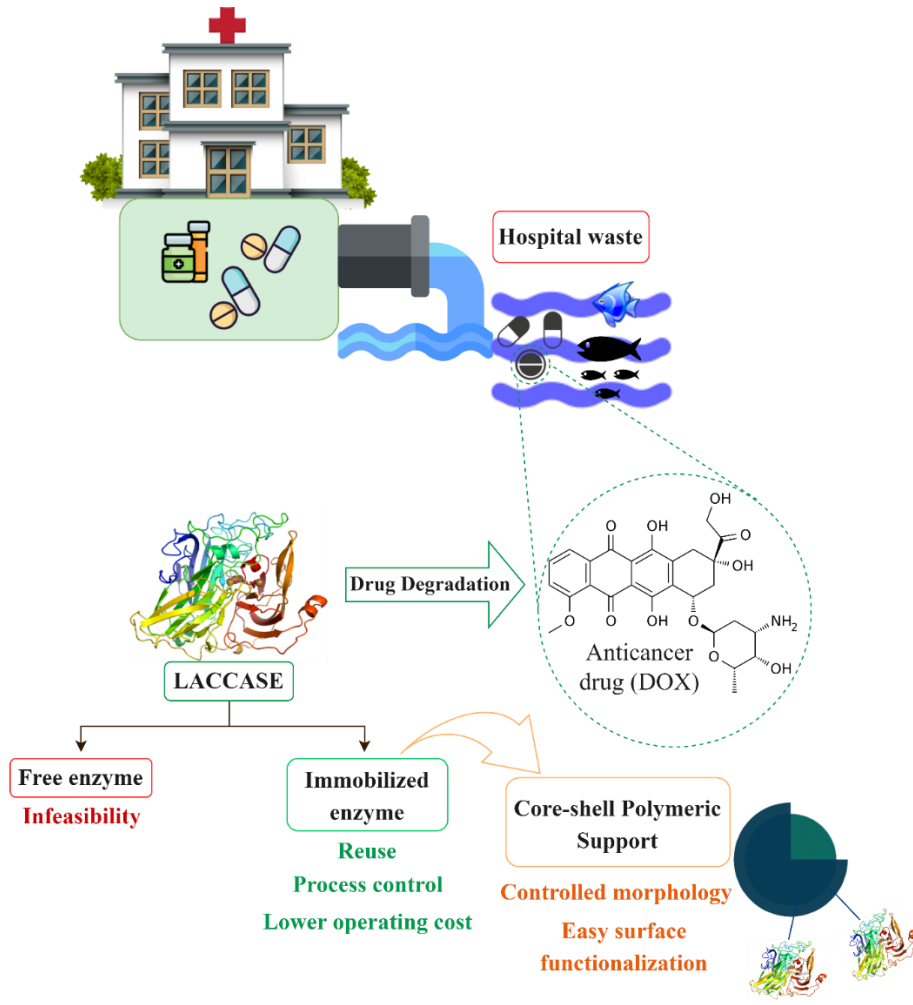 Hospital waste
OH
O
OH
O
OH
O
O
OH
O
NH2
O
OH
Drug Degradation
Anticancer
drug (DOX)
LACCASE
Free enzyme
Infeasibility
Immobilized
enzyme
Reuse
Process control
Lower operating cost
Core-shell Polymeric
Support
Controlled morphology
Easy surface
functionalization